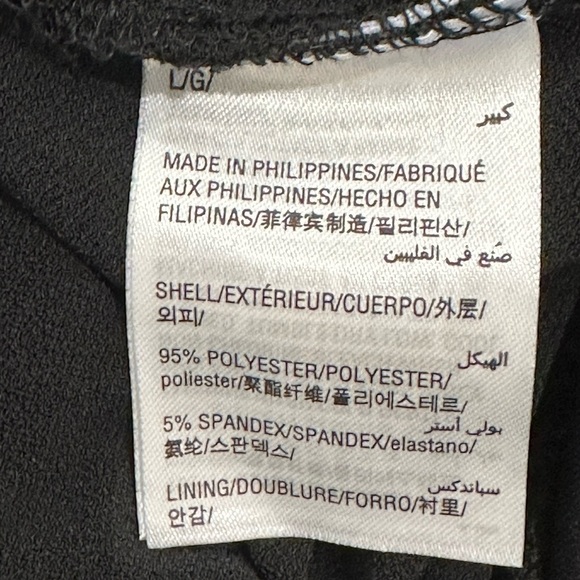 L/G/
كبير
MADE IN PHILIPPINES/FABRIQUÉ
AUX PHILIPPINES/HECHO EN
FILIPINAS/菲律宾制造/필리핀산/
صُنع في الفليبين
SHELL/EXTÉRIEUR/CUERPO/外层/
외피/
الهيكل
95% POLYESTER/POLYESTER/
poliester/聚酯纤维/폴리에스테르/
بولي أستر
5% SPANDEX/SPANDEX/elastano/
氨纶/스판덱스/
سباندكس
LINING/DOUBLURE/FORRO/衬里/
안감/